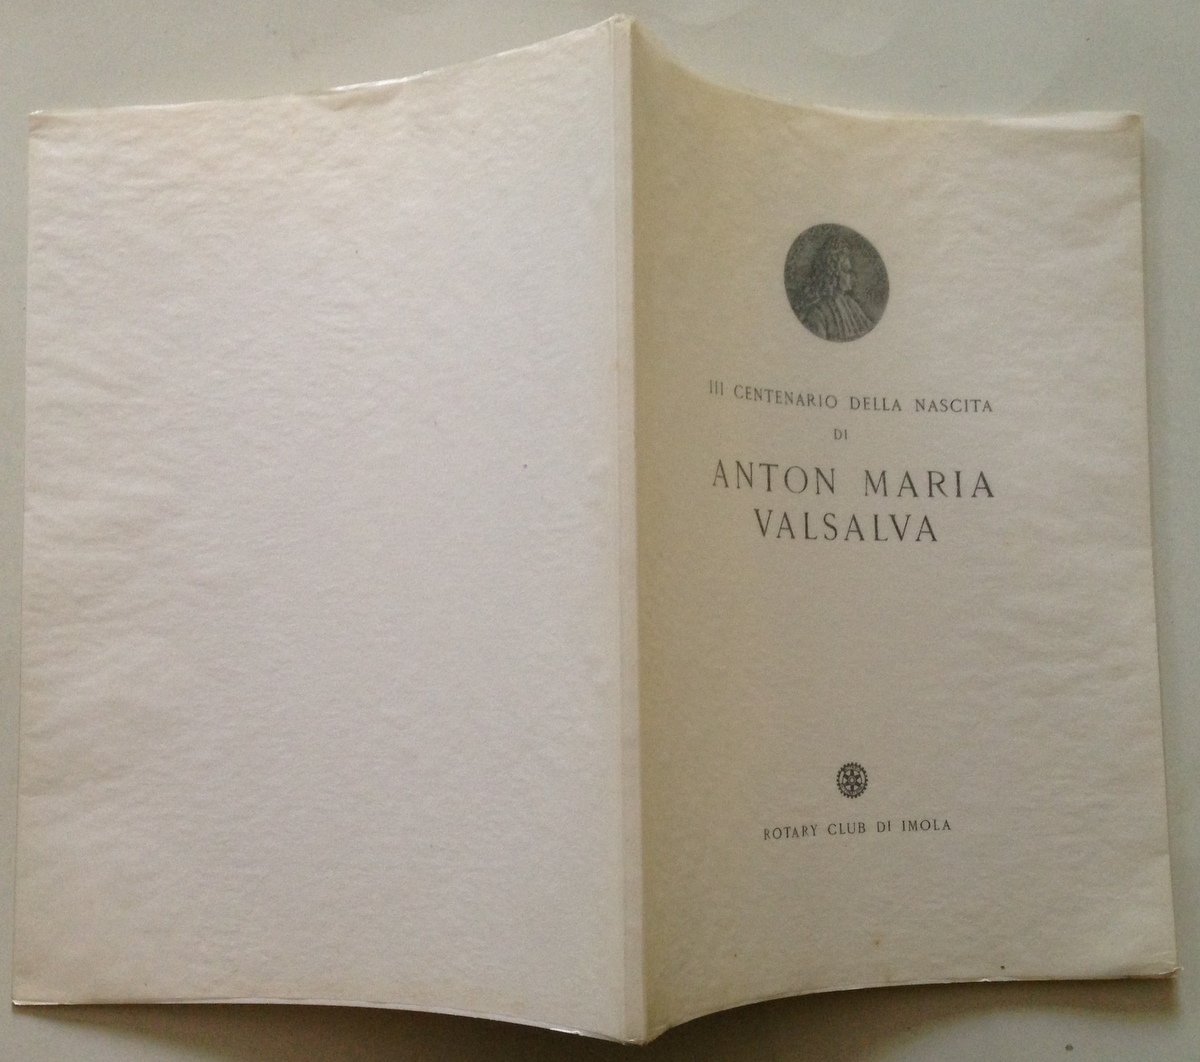 III CENTENARIO DELLA NASCITA
DI
ANTON MARIA
VALSALVA
ROTARY CLUB DI IMOLA